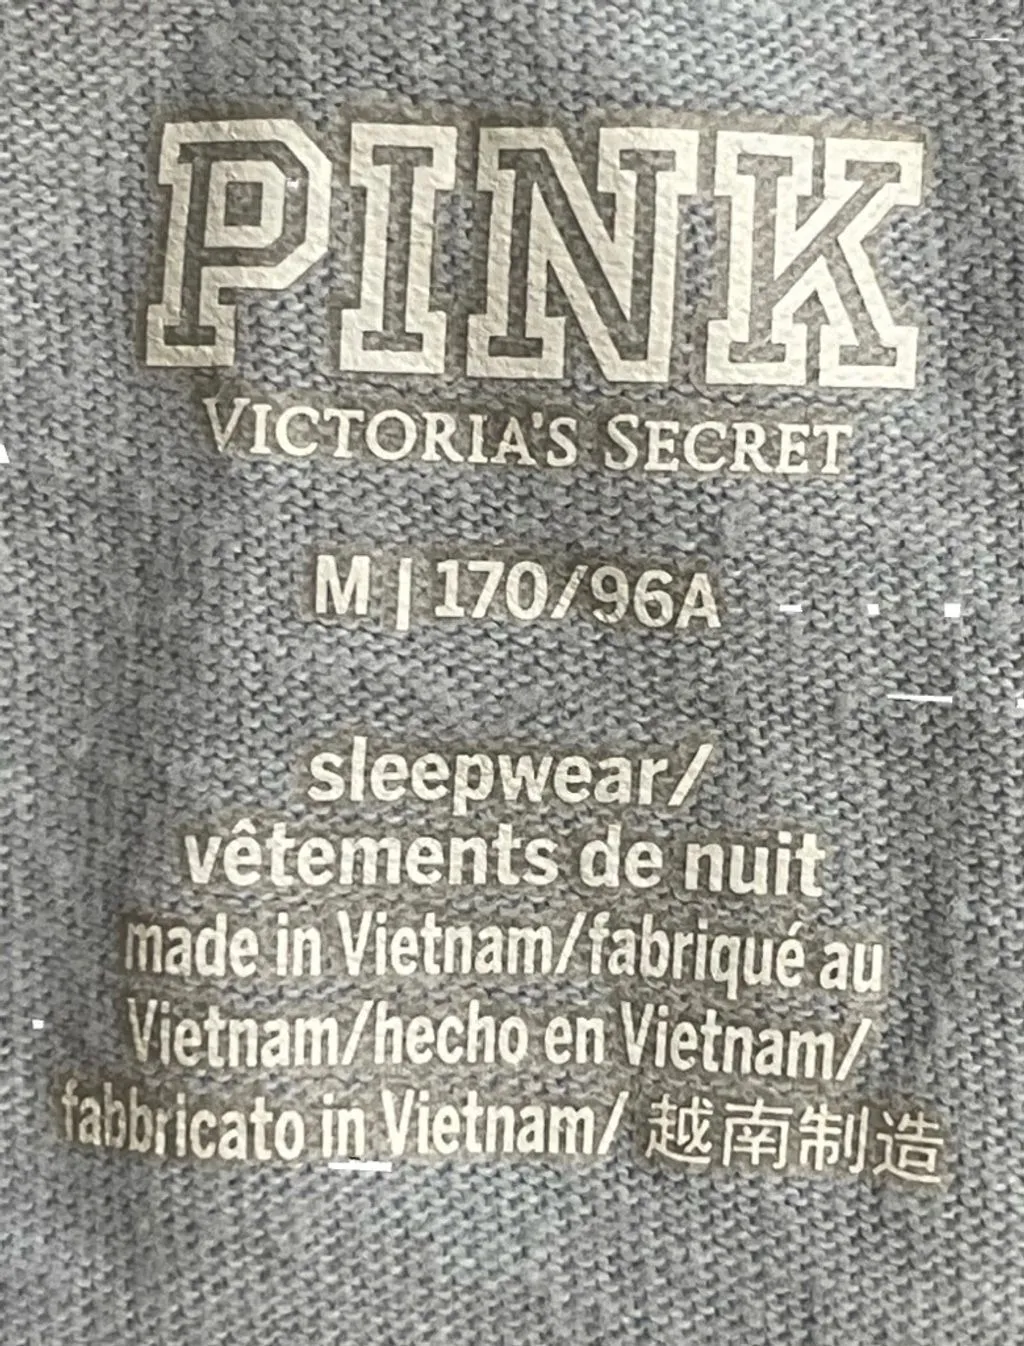 PINK
VICTORIA'S SECRET
M | 170/96A
sleepwear/
vêtements de nuit
made in Vietnam/fabriqué au
Vietnam/hecho en Vietnam/
fabbricato in Vietnam/ 越南制造